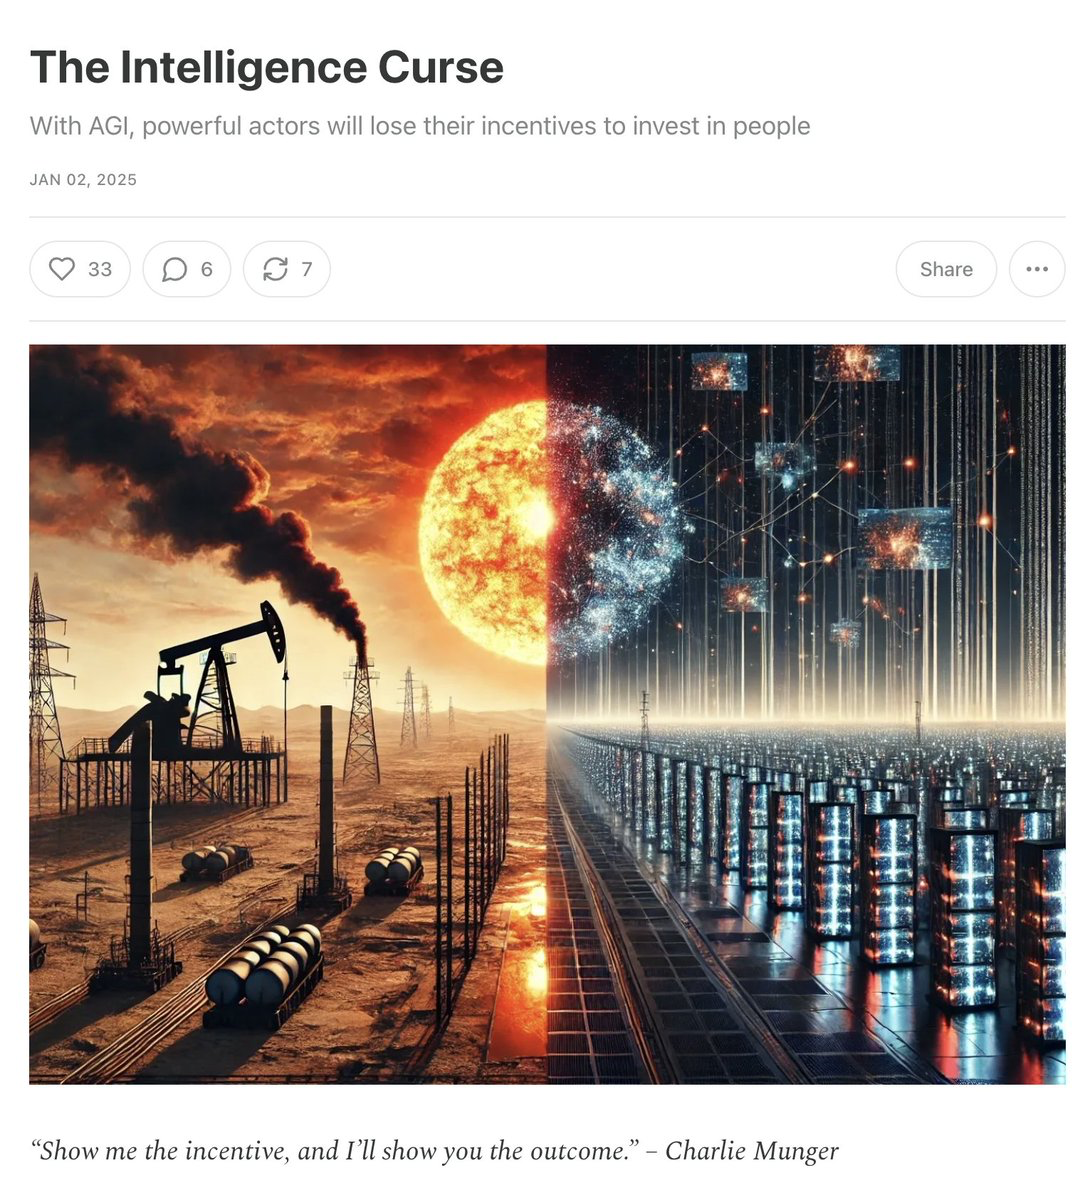 The Intelligence Curse
With AGI, powerful actors will lose their incentives to invest in people
JAN 02, 2025
33
6
7
Share
“Show me the incentive, and I’ll show you the outcome.” – Charlie Munger